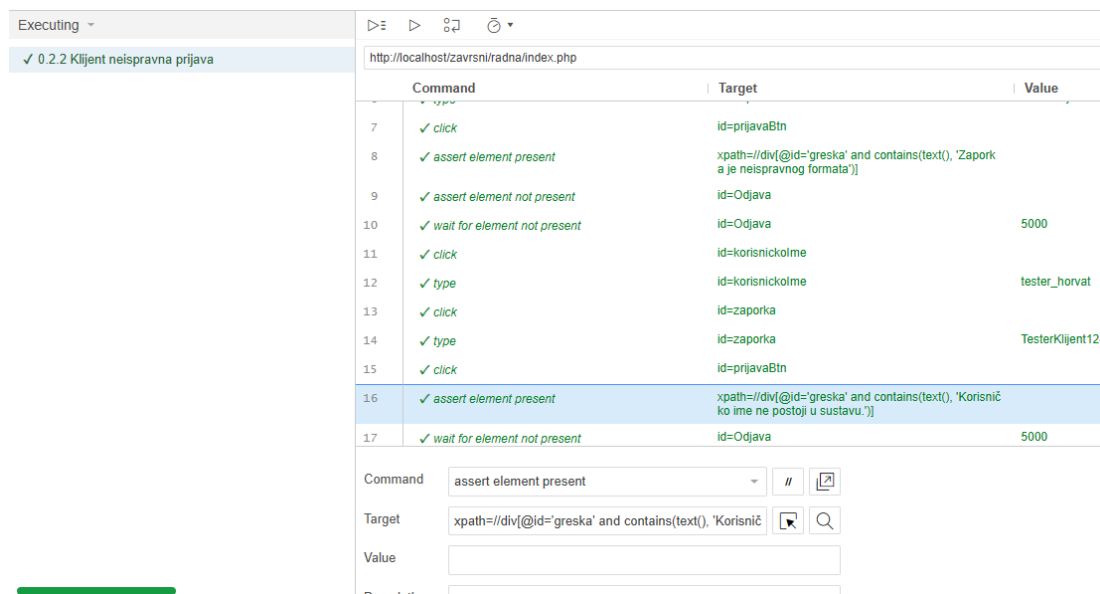 Executing
✓ 0.2.2 Klijent neispravna prijava
http://localhost/zavrsni/radna/index.php
Command Target Value
7 ✓ click id=prijavaBtn
8 ✓ assert element present xpath=//div[@id='greska' and contains(text(), 'Zapork
a je neispravnog formata')]
9 ✓ assert element not present id=Odjava
10 ✓ wait for element not present id=Odjava 5000
11 ✓ click id=korisnickoIme
12 ✓ type id=korisnickoIme tester_horvat
13 ✓ click id=zaporka
14 ✓ type id=zaporka TesterKlijent12
15 ✓ click id=prijavaBtn
16 ✓ assert element present xpath=//div[@id='greska' and contains(text(), 'Korisnič
ko ime ne postoji u sustavu.')]
17 ✓ wait for element not present id=Odjava 5000
Command assert element present //
Target xpath=//div[@id='greska' and contains(text(), 'Korisnič
Value